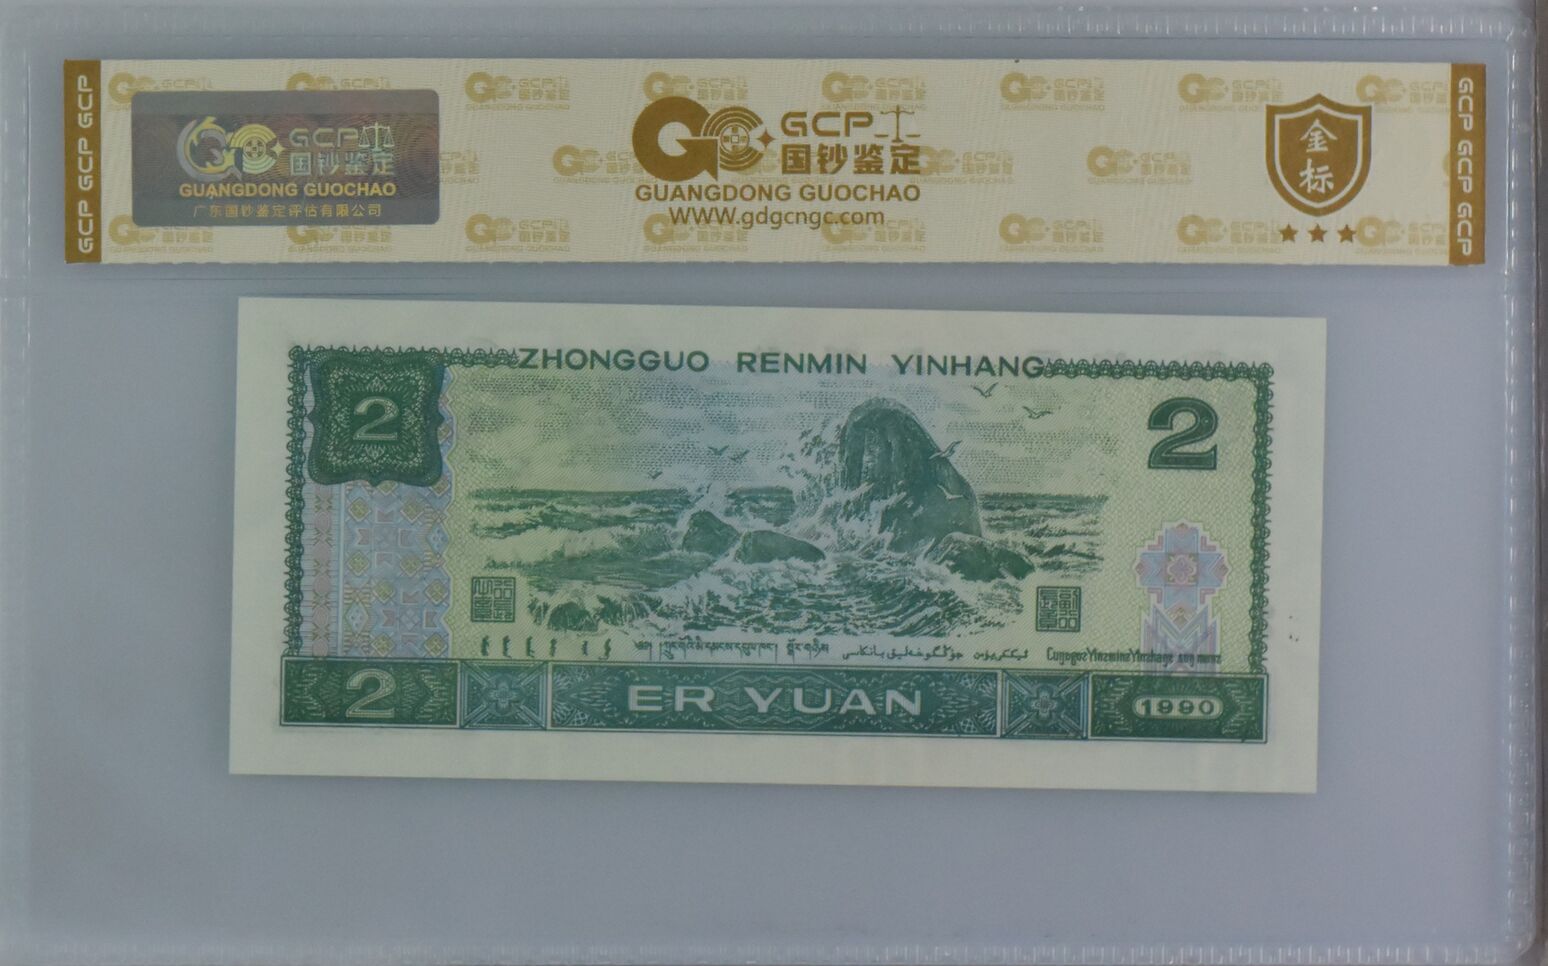 GCP GCP GCP
GCP
国钞鉴定
GUANGDONG GUOCHAO
广东国钞鉴定评估有限公司
GCP
国钞鉴定
GUANGDONG GUOCHAO
WWW.gdgcngc.com
金
标
GCP GCP GCP
ZHONGGUO RENMIN YINHANG
2
2
2
ER YUAN
1990